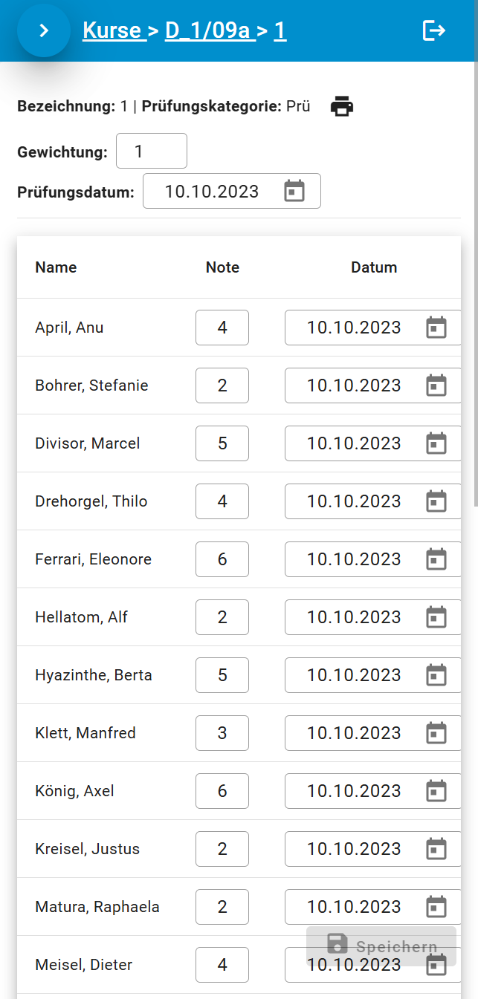 Kurse > D_1/09a > 1
Bezeichnung: 1 | Prüfungskategorie: Prü
Gewichtung: 1
Prüfungsdatum: 10.10.2023
Name Note Datum
April, Anu 4 10.10.2023
Bohrer, Stefanie 2 10.10.2023
Divisor, Marcel 5 10.10.2023
Drehorgel, Thilo 4 10.10.2023
Ferrari, Eleonore 6 10.10.2023
Hellatom, Alf 2 10.10.2023
Hyazinthe, Berta 5 10.10.2023
Klett, Manfred 3 10.10.2023
König, Axel 6 10.10.2023
Kreisel, Justus 2 10.10.2023
Matura, Raphaela 2 10.10.2023
Speichern
Meisel, Dieter 4 10.10.2023